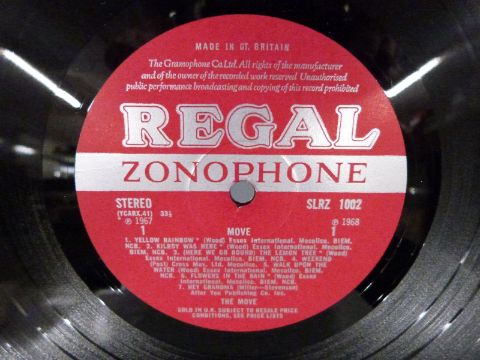 MADE IN GT. BRITAIN
The Gramophone Co Ltd. All rights of the manufacturer
and of the owner of the recorded work reserved Unauthorised
public performance broadcasting and copying of this record prohibited
REGAL
ZONOPHONE
STEREO SLRZ 1002
(YCARX.41) 33⅓
℗ 1967 ℗ 1968
1 MOVE 1
1. YELLOW RAINBOW * (Wood) Essex International. Mecolico. BIEM.
NCB. 2. KILROY WAS HERE * (Wood) Essex International. Mecolico.
BIEM. NCB. 3. (HERE WE GO ROUND) THE LEMON TREE * (Wood)
Essex International. Mecolico. BIEM. NCB. 4. WEEKEND
(Post) Cross Mus. Ltd. Mecolico. 5. WALK UPON THE
WATER (Wood) Essex International. Mecolico. BIEM.
NCB. 6. FLOWERS IN THE RAIN * (Wood) Essex
International. Mecolico. BIEM. NCB.
7. HEY GRANDMA (Miller—Stevenson)
After You Publishing Co. Inc.
THE MOVE
SOLD IN U.K. SUBJECT TO RESALE PRICE
CONDITIONS, SEE PRICE LISTS